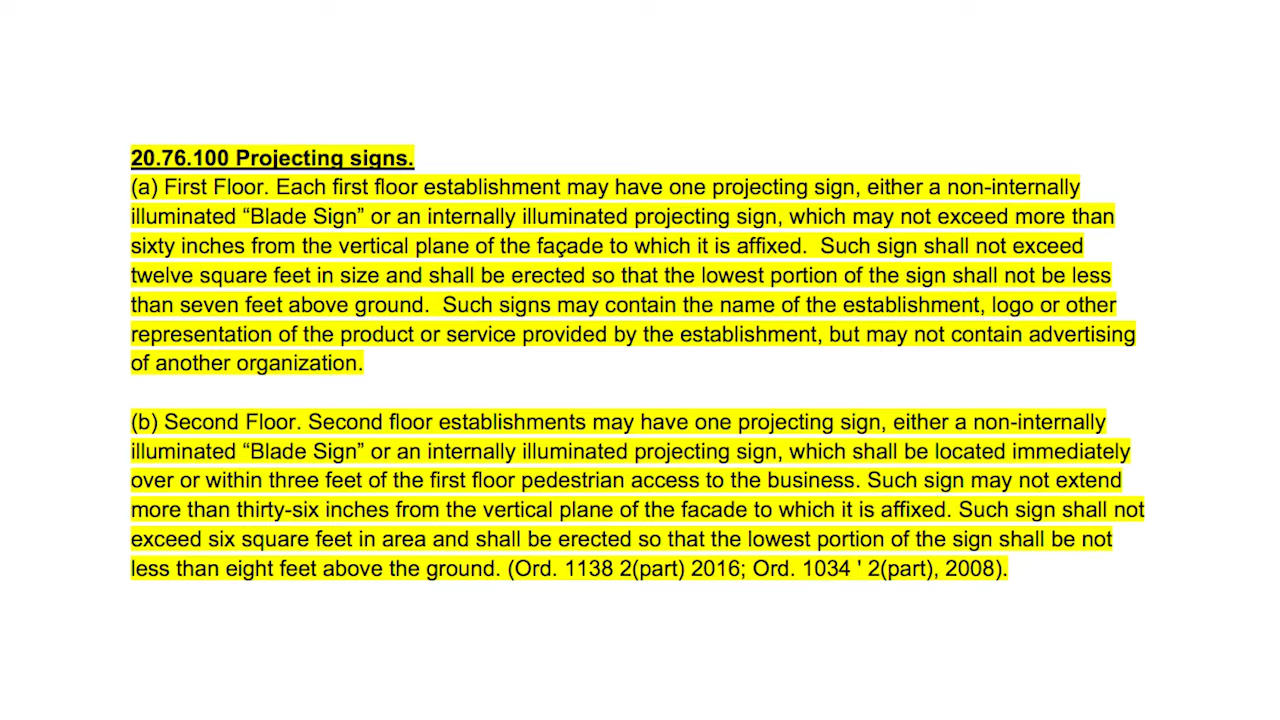 20.76.100 Projecting signs.
(a) First Floor. Each first floor establishment may have one projecting sign, either a non-internally
illuminated “Blade Sign” or an internally illuminated projecting sign, which may not exceed more than
sixty inches from the vertical plane of the façade to which it is affixed.  Such sign shall not exceed
twelve square feet in size and shall be erected so that the lowest portion of the sign shall not be less
than seven feet above ground.  Such signs may contain the name of the establishment, logo or other
representation of the product or service provided by the establishment, but may not contain advertising
of another organization.
(b) Second Floor. Second floor establishments may have one projecting sign, either a non-internally
illuminated “Blade Sign” or an internally illuminated projecting sign, which shall be located immediately
over or within three feet of the first floor pedestrian access to the business. Such sign may not extend
more than thirty-six inches from the vertical plane of the facade to which it is affixed. Such sign shall not
exceed six square feet in area and shall be erected so that the lowest portion of the sign shall be not
less than eight feet above the ground. (Ord. 1138 2(part) 2016; Ord. 1034 ' 2(part), 2008).